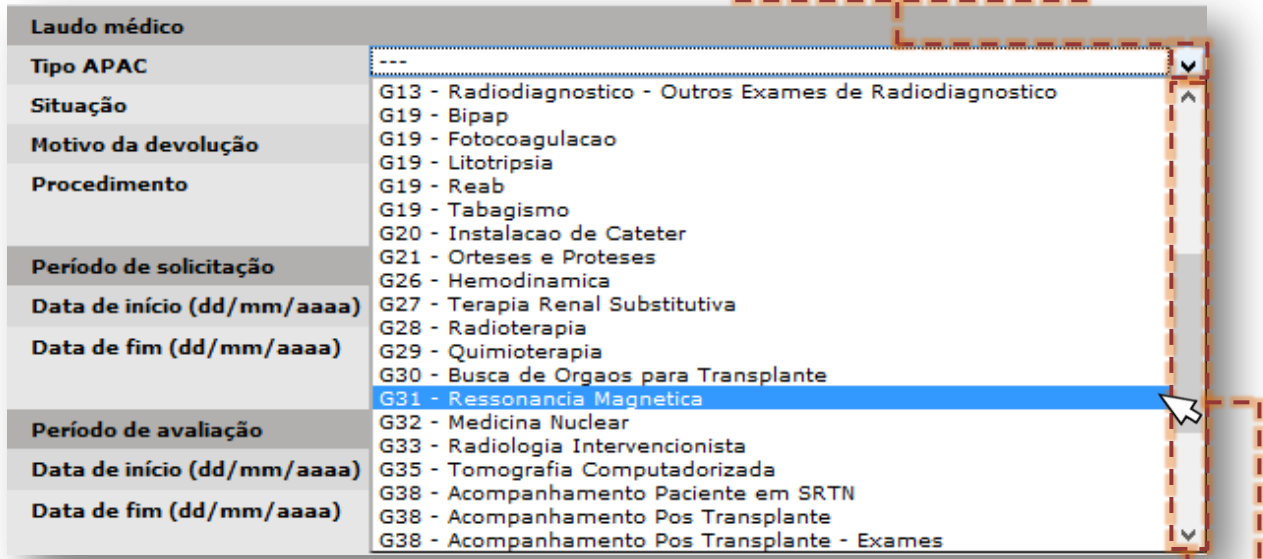 Laudo médico
Tipo APAC
---
G13 - Radiodiagnostico - Outros Exames de Radiodiagnostico
Situação
G19 - Bipap
G19 - Fotocoagulacao
Motivo da devolução
G19 - Litotripsia
Procedimento
G19 - Reab
G19 - Tabagismo
G20 - Instalacao de Cateter
G21 - Orteses e Proteses
Período de solicitação
G26 - Hemodinamica
Data de início (dd/mm/aaaa)
G27 - Terapia Renal Substitutiva
G28 - Radioterapia
Data de fim (dd/mm/aaaa)
G29 - Quimioterapia
G30 - Busca de Orgaos para Transplante
G31 - Ressonancia Magnetica
G32 - Medicina Nuclear
Período de avaliação
G33 - Radiologia Intervencionista
Data de início (dd/mm/aaaa)
G35 - Tomografia Computadorizada
G38 - Acompanhamento Paciente em SRTN
Data de fim (dd/mm/aaaa)
G38 - Acompanhamento Pos Transplante
G38 - Acompanhamento Pos Transplante - Exames